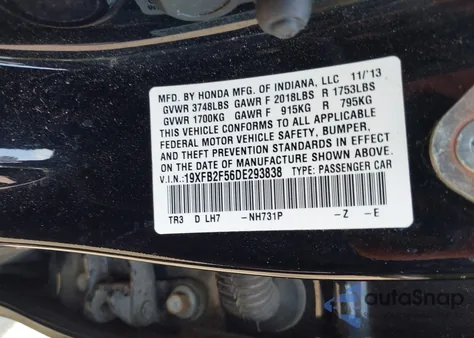 MFD. BY HONDA MFG. OF INDIANA, LLC 11/'13
GVWR 3748LBS GAWR F 2018LBS R 1753LBS
GVWR 1700KG GAWR F 915KG R 795KG
THIS VEHICLE CONFORMS TO ALL APPLICABLE
FEDERAL MOTOR VEHICLE SAFETY, BUMPER,
AND THEFT PREVENTION STANDARDS IN EFFECT
ON THE DATE OF MANUFACTURE SHOWN ABOVE.
V.I.N.: 19XFB2F56DE293838 TYPE: PASSENGER CAR
TR3 D LH7 -NH731P -Z -E
autoSnap